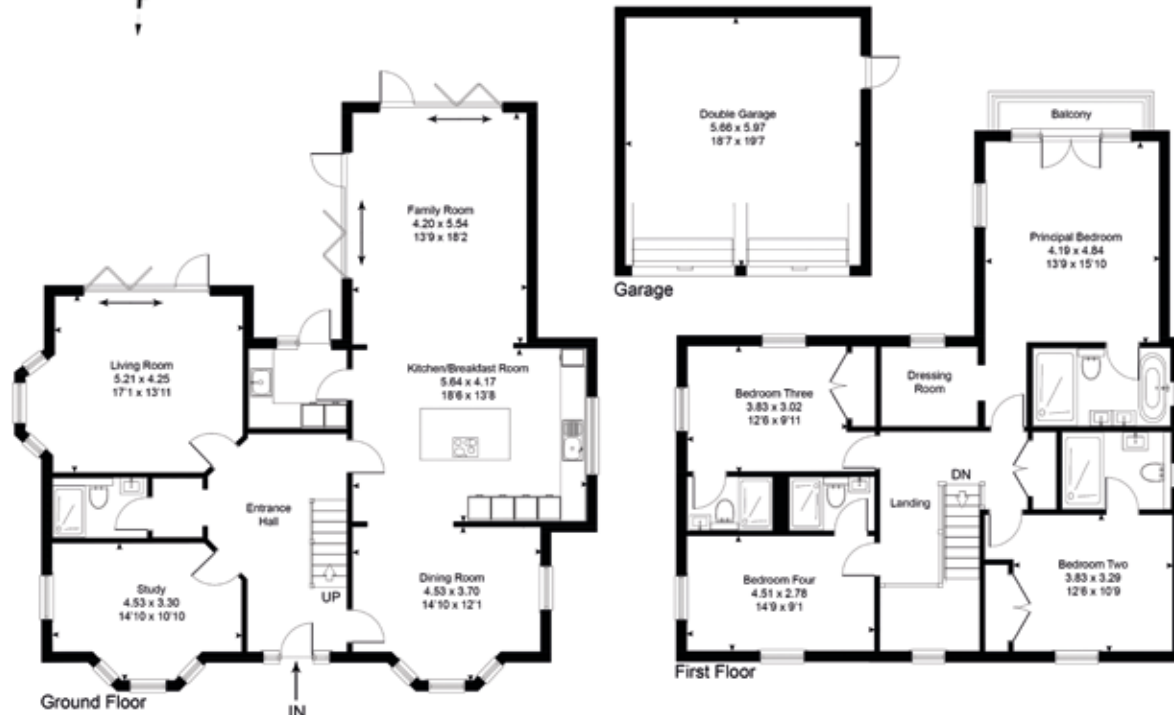 Double Garage
5.66 x 5.97
18'7 x 19'7
Garage
Balcony
Family Room
4.20 x 5.54
13'9 x 18'2
Principal Bedroom
4.19 x 4.84
13'9 x 15'10
Living Room
5.21 x 4.25
17'1 x 13'11
Kitchen/Breakfast Room
5.64 x 4.17
18'6 x 13'8
Bedroom Three
3.83 x 3.02
12'6 x 9'11
Dressing
Room
Entrance
Hall
Landing
DN
Study
4.53 x 3.30
14'10 x 10'10
UP
Dining Room
4.53 x 3.70
14'10 x 12'1
Bedroom Four
4.51 x 2.78
14'9 x 9'1
Bedroom Two
3.83 x 3.29
12'6 x 10'9
Ground Floor
IN
First Floor